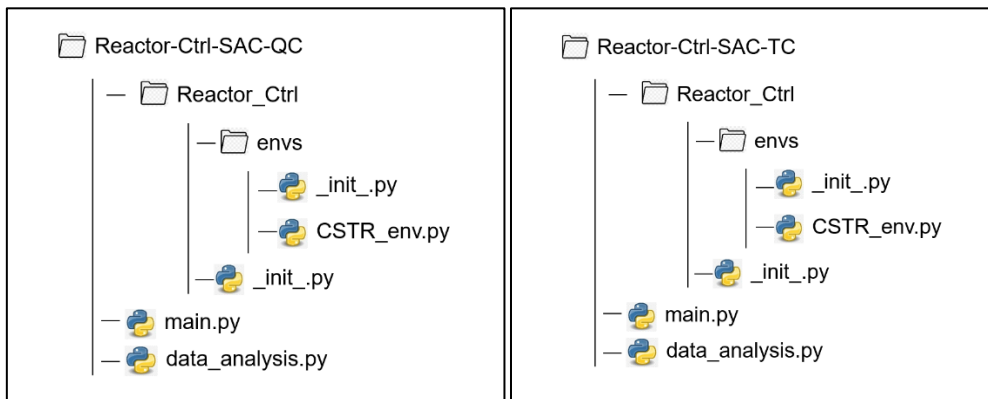 Reactor-Ctrl-SAC-QC
Reactor_Ctrl
envs
_init_.py
CSTR_env.py
_init_.py
main.py
data_analysis.py
Reactor-Ctrl-SAC-TC
Reactor_Ctrl
envs
_init_.py
CSTR_env.py
_init_.py
main.py
data_analysis.py